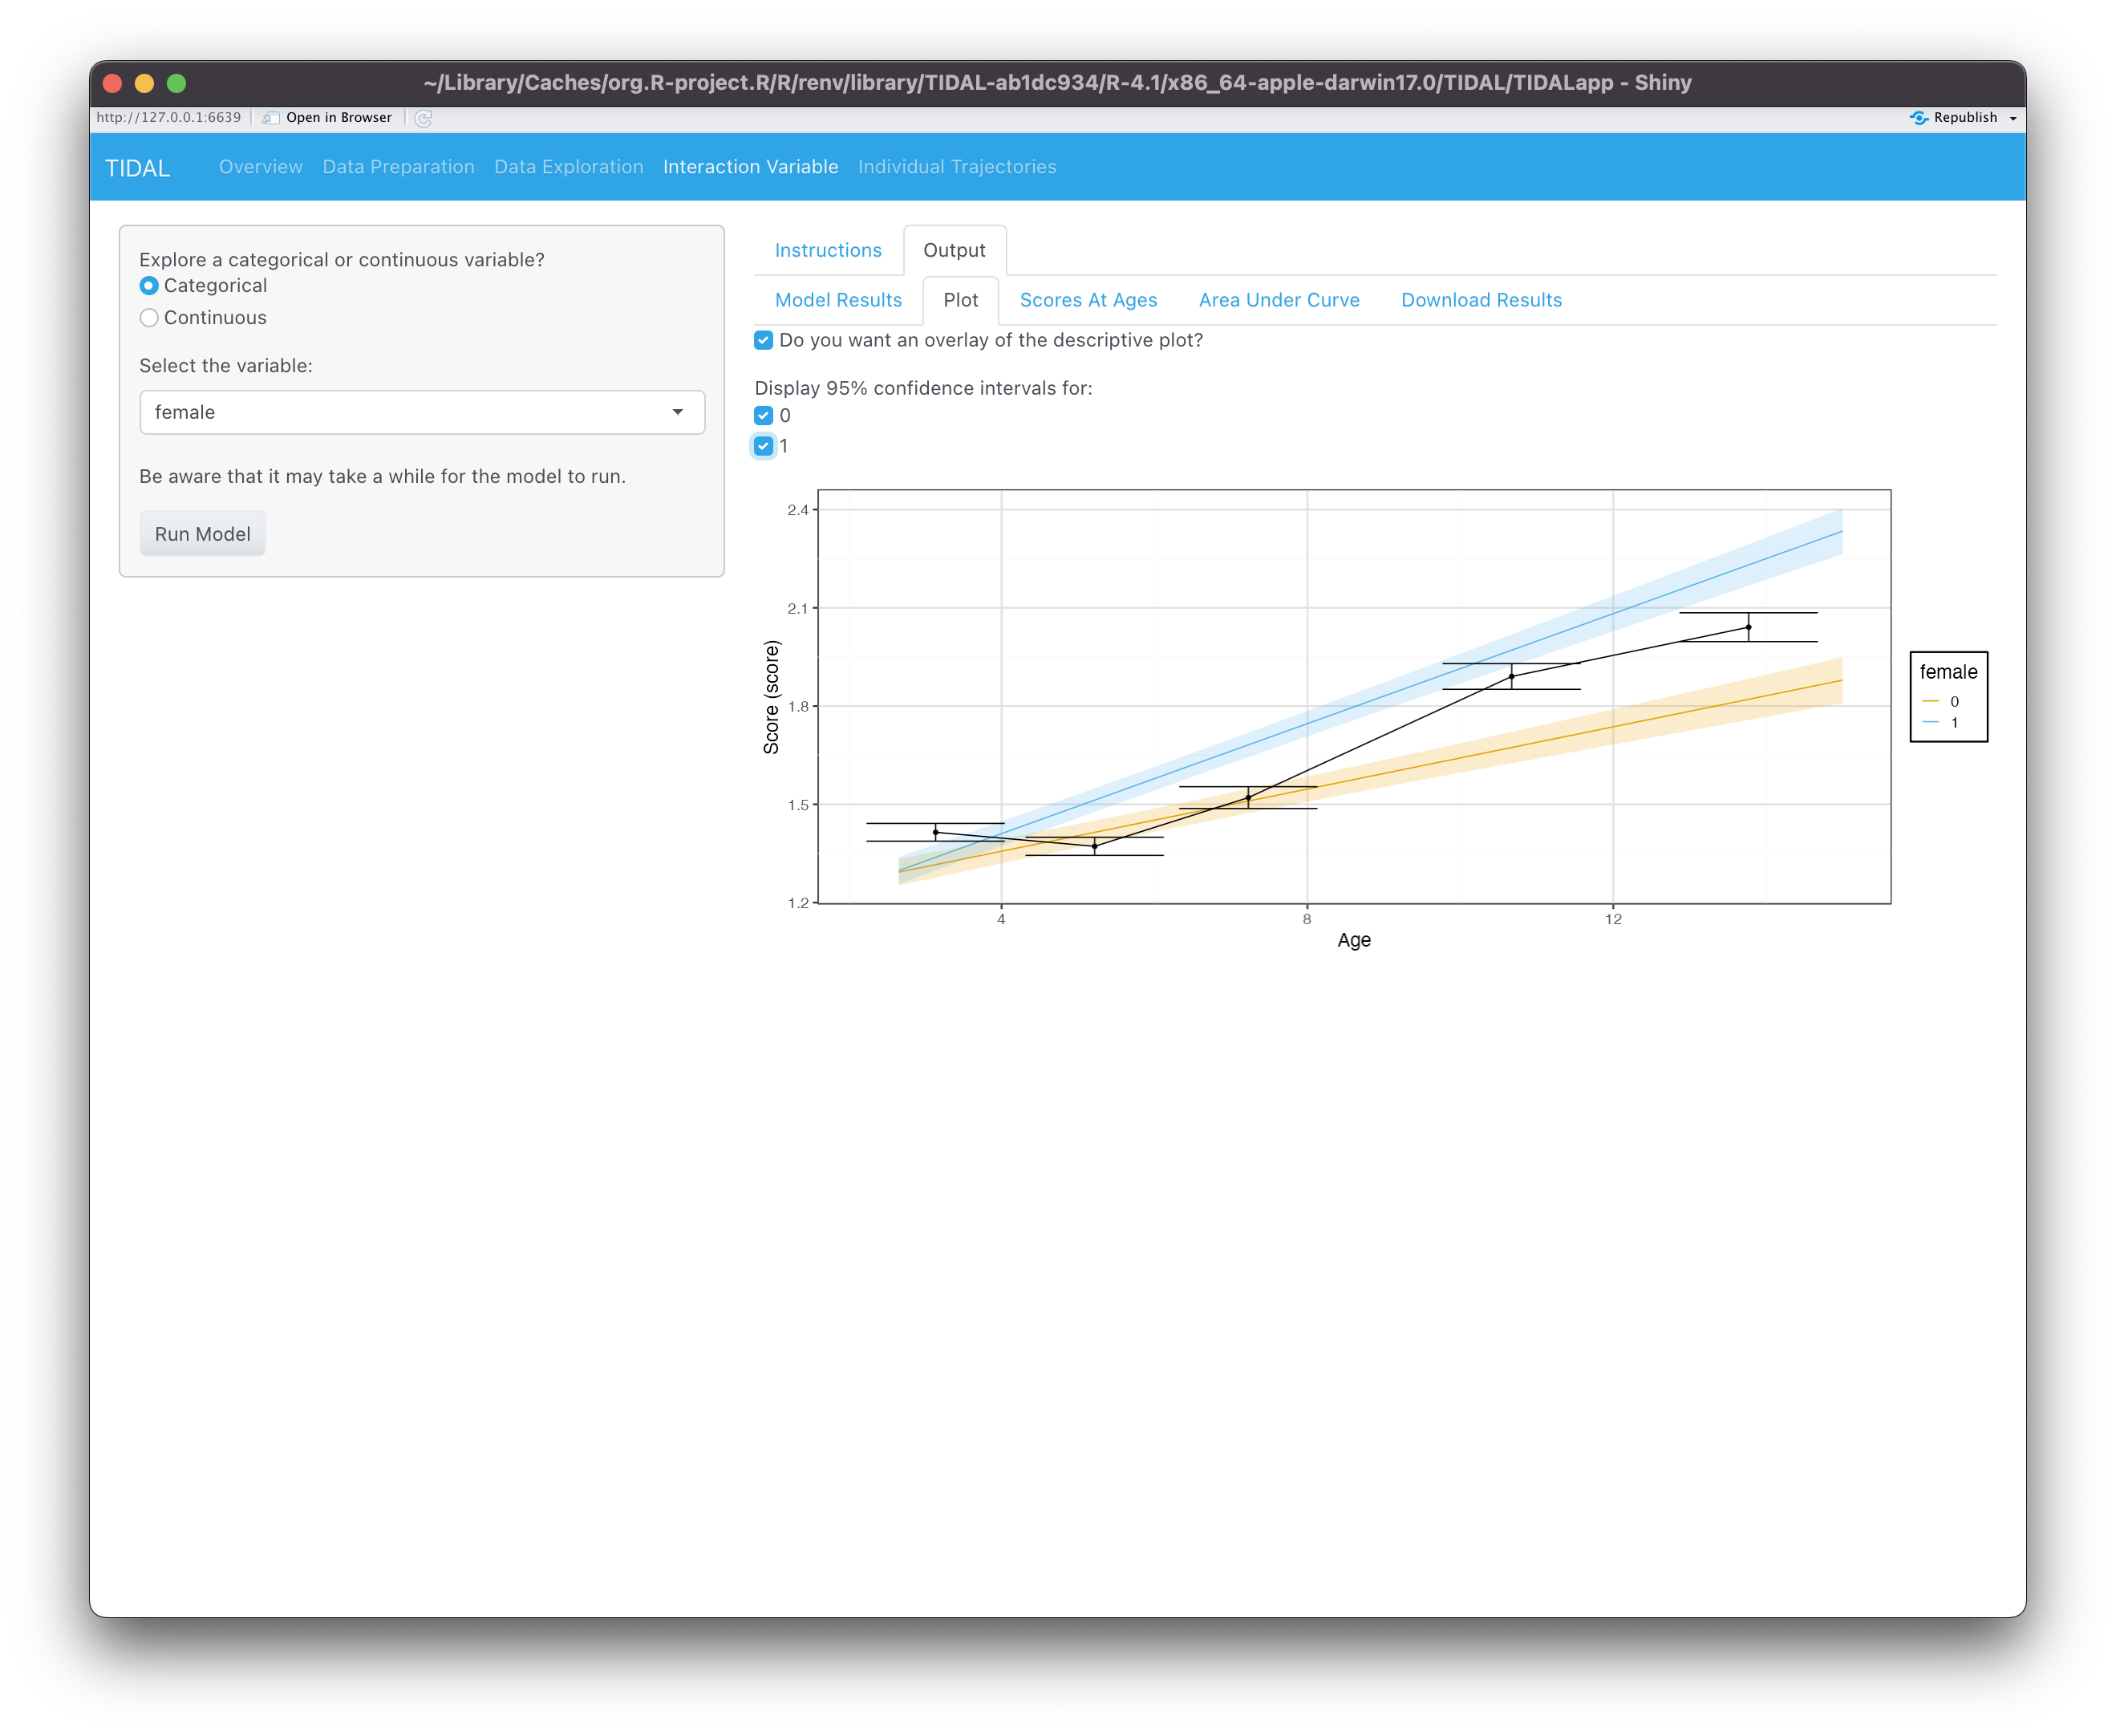 ~/Library/Caches/org.R-project.R/R/renv/library/TIDAL-ab1dc934/R-4.1/x86_64-apple-darwin17.0/TIDAL/TIDALapp - Shiny
http://127.0.0.1:6639 Open in Browser Republish
TIDAL Overview Data Preparation Data Exploration Interaction Variable Individual Trajectories
Explore a categorical or continuous variable?
Categorical
Continuous
Select the variable:
female
Be aware that it may take a while for the model to run.
Run Model
Instructions Output
Model Results Plot Scores At Ages Area Under Curve Download Results
Do you want an overlay of the descriptive plot?
Display 95% confidence intervals for:
0
1
2.4
2.1
1.8
1.5
1.2
Score (score)
4 8 12
Age
female
0
1